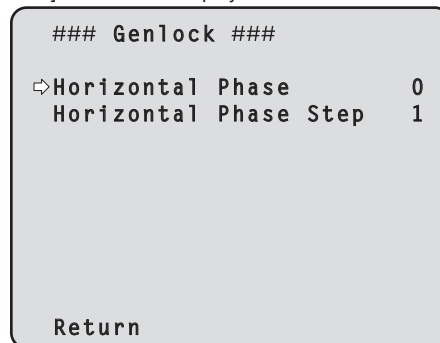 ### Genlock ###
⇨Horizontal Phase 0
Horizontal Phase Step 1
Return